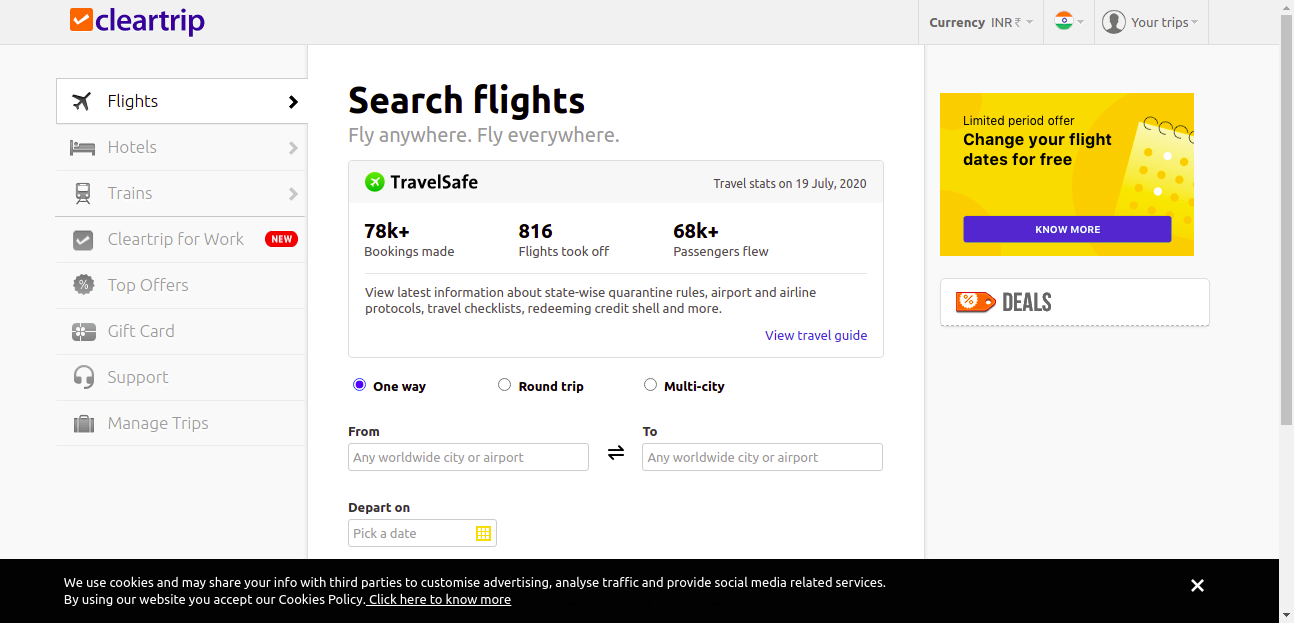 cleartrip
Currency INR₹
Your trips
Flights
Hotels
Trains
Cleartrip for Work NEW
Top Offers
%
Gift Card
Support
Manage Trips
Search flights
Fly anywhere. Fly everywhere.
TravelSafe
Travel stats on 19 July, 2020
78k+
Bookings made
816
Flights took off
68k+
Passengers flew
View latest information about state-wise quarantine rules, airport and airline
protocols, travel checklists, redeeming credit shell and more.
View travel guide
One way
Round trip
Multi-city
From
Any worldwide city or airport
To
Any worldwide city or airport
Depart on
Pick a date
Limited period offer
Change your flight
dates for free
KNOW MORE
%
DEALS
We use cookies and may share your info with third parties to customise advertising, analyse traffic and provide social media related services.
By using our website you accept our Cookies Policy. Click here to know more